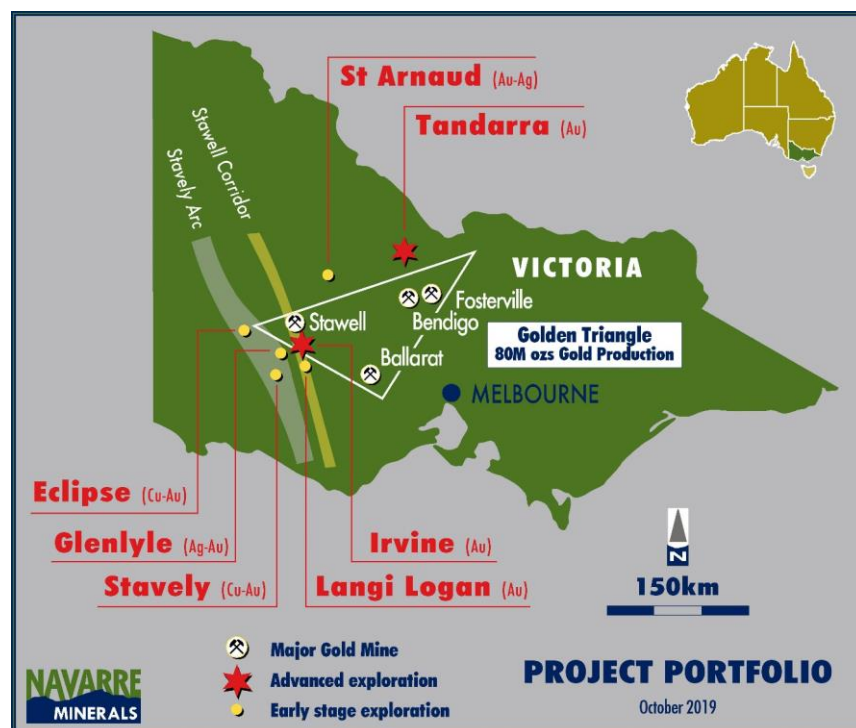 St Arnaud (Au-Ag)
Tandarra (Au)
Stawell Corridor
Stavely Arc
VICTORIA
Fosterville
Bendigo
Stawell
Ballarat
Golden Triangle
80M ozs Gold Production
MELBOURNE
Eclipse (Cu-Au)
Glenlyle (Ag-Au)
Irvine (Au)
Stavely (Cu-Au)
Langi Logan (Au)
N
150km
Major Gold Mine
Advanced exploration
Early stage exploration
NAVARRE
MINERALS
PROJECT PORTFOLIO
October 2019